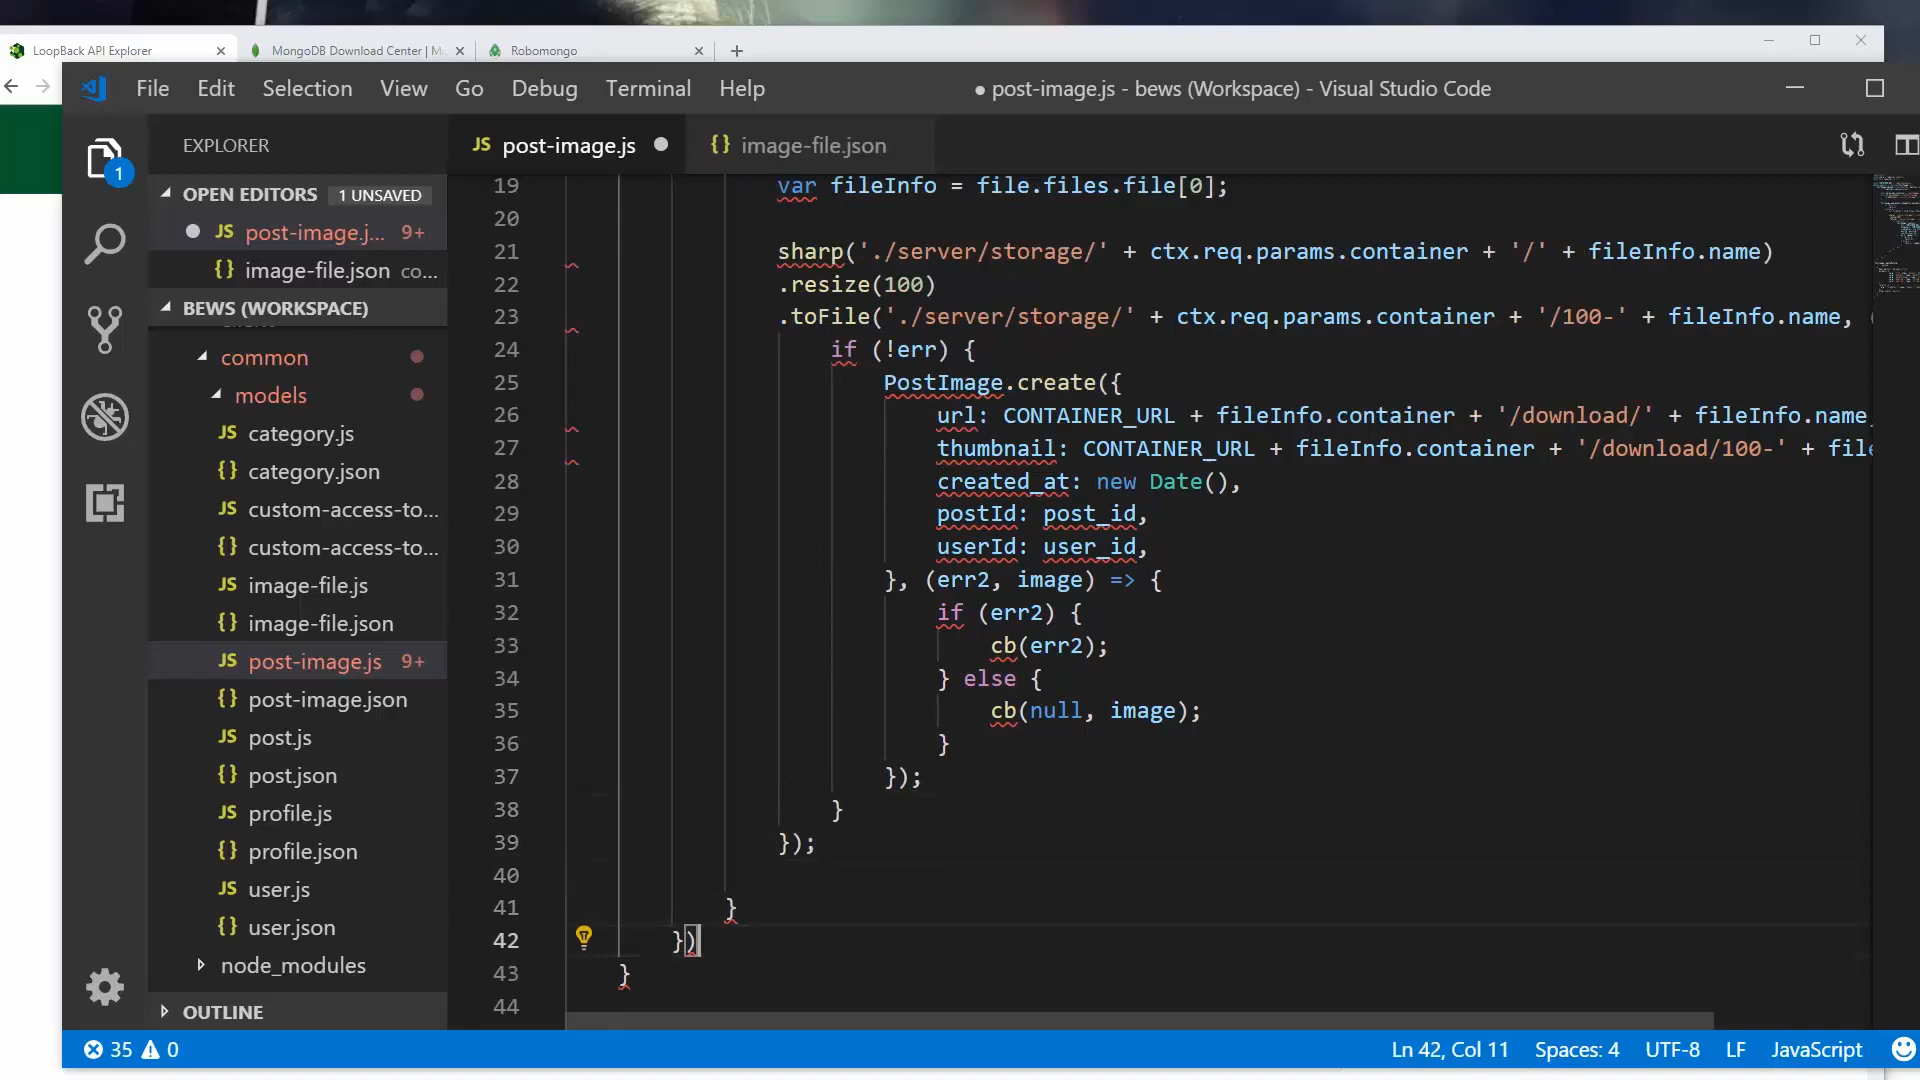 LoopBack API Explorer
MongoDB Download Center | Mo
Robomongo
File Edit Selection View Go Debug Terminal Help
● post-image.js - bews (Workspace) - Visual Studio Code
EXPLORER
JS post-image.js
{} image-file.json
1
OPEN EDITORS 1 UNSAVED
JS post-image.j... 9+
{} image-file.json co...
BEWS (WORKSPACE)
common
models
JS category.js
{} category.json
JS custom-access-to...
{} custom-access-to...
JS image-file.js
{} image-file.json
JS post-image.js 9+
{} post-image.json
JS post.js
{} post.json
JS profile.js
{} profile.json
JS user.js
{} user.json
node_modules
OUTLINE
19 var fileInfo = file.files.file[0];
20
21 sharp('./server/storage/' + ctx.req.params.container + '/' + fileInfo.name)
22 .resize(100)
23 .toFile('./server/storage/' + ctx.req.params.container + '/100-' + fileInfo.name, (
24 if (!err) {
25 PostImage.create({
26 url: CONTAINER_URL + fileInfo.container + '/download/' + fileInfo.name
27 thumbnail: CONTAINER_URL + fileInfo.container + '/download/100-' + file
28 created_at: new Date(),
29 postId: post_id,
30 userId: user_id,
31 }, (err2, image) => {
32 if (err2) {
33 cb(err2);
34 } else {
35 cb(null, image);
36 }
37 });
38 }
39 });
40
41 }
42 })
43 }
44
35 0
Ln 42, Col 11 Spaces: 4 UTF-8 LF JavaScript